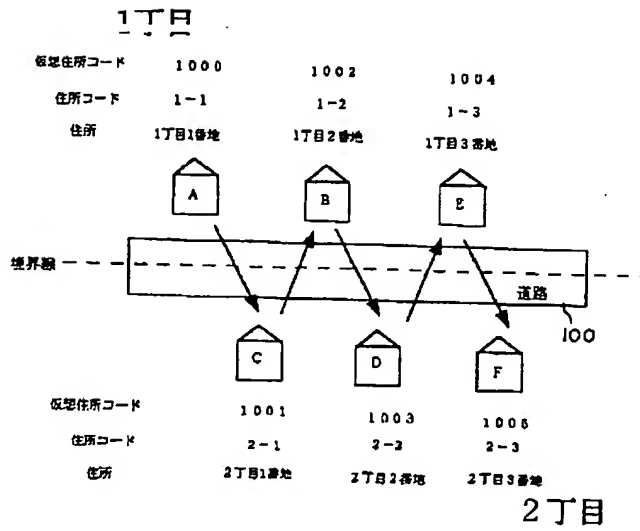 1丁目
仮想住所コード 1000 1002 1004
住所コード 1-1 1-2 1-3
住所 1丁目1番地 1丁目2番地 1丁目3番地
A B E
境界線
道路
100
C D F
仮想住所コード 1001 1003 1005
住所コード 2-1 2-2 2-3
住所 2丁目1番地 2丁目2番地 2丁目3番地
2丁目